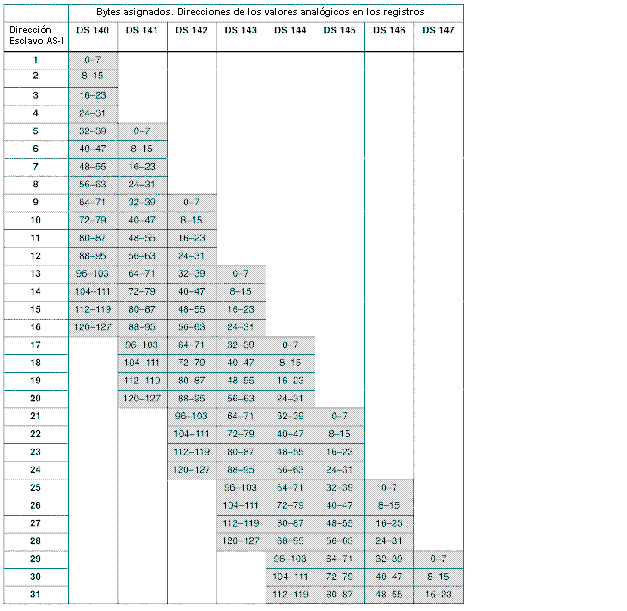 Bytes asignados. Direcciones de los valores analógicos en los registros
Dirección Esclavo AS-I DS 140 DS 141 DS 142 DS 143 DS 144 DS 145 DS 146 DS 147
1 0–7
2 8–15
3 16–23
4 24–31
5 32–39 0–7
6 40–47 8–15
7 48–55 16–23
8 56–63 24–31
9 64–71 32–39 0–7
10 72–79 40–47 8–15
11 80–87 48–55 16–23
12 88–95 56–63 24–31
13 96–103 64–71 32–39 0–7
14 104–111 72–79 40–47 8–15
15 112–119 80–87 48–55 16–23
16 120–127 88–95 56–63 24–31
17 96–103 64–71 32–39 0–7
18 104–111 72–79 40–47 8–15
19 112–119 80–87 48–55 16–23
20 120–127 88–95 56–63 24–31
21 96–103 64–71 32–39 0–7
22 104–111 72–79 40–47 8–15
23 112–119 80–87 48–55 16–23
24 120–127 88–95 56–63 24–31
25 96–103 64–71 32–39 0–7
26 104–111 72–79 40–47 8–15
27 112–119 80–87 48–55 16–23
28 120–127 88–95 56–63 24–31
29 96–103 64–71 32–39 0–7
30 104–111 72–79 40–47 8–15
31 112–119 80–87 48–55 16–23